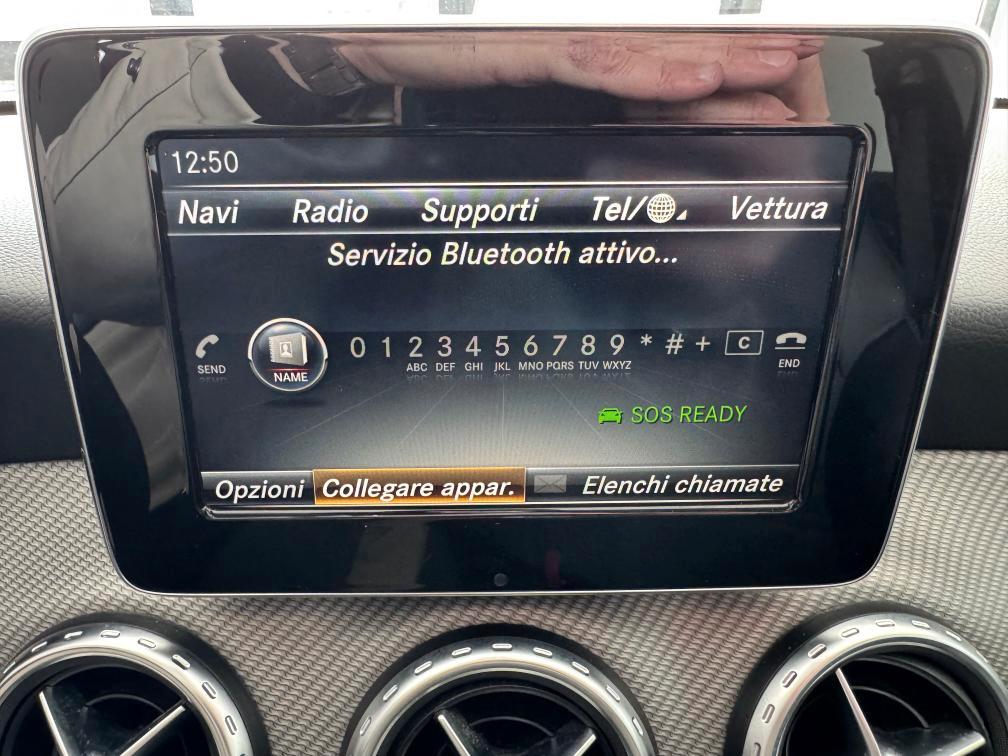 12:50
Navi Radio Supporti Tel/ Vettura
Servizio Bluetooth attivo...
SEND NAME 0 1 2 3 4 5 6 7 8 9 * # + C END
ABC DEF GHI JKL MNO PQRS TUV WXYZ
SOS READY
Opzioni Collegare appar. Elenchi chiamate